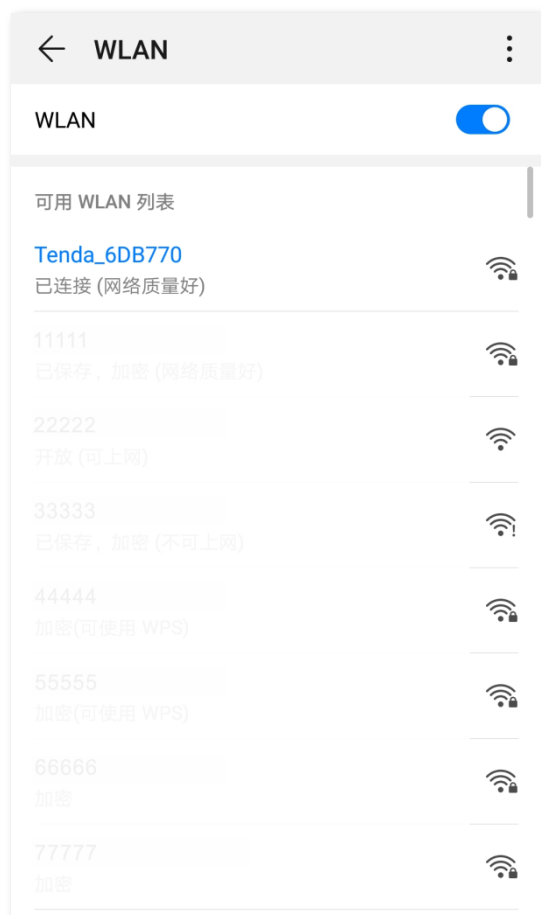 WLAN
WLAN
可用 WLAN 列表
Tenda_6DB770
已连接 (网络质量好)
11111
已保存，加密 (网络质量好)
22222
开放 (可上网)
33333
已保存，加密 (不可上网)
44444
加密(可使用 WPS)
55555
加密(可使用 WPS)
66666
加密
77777
加密